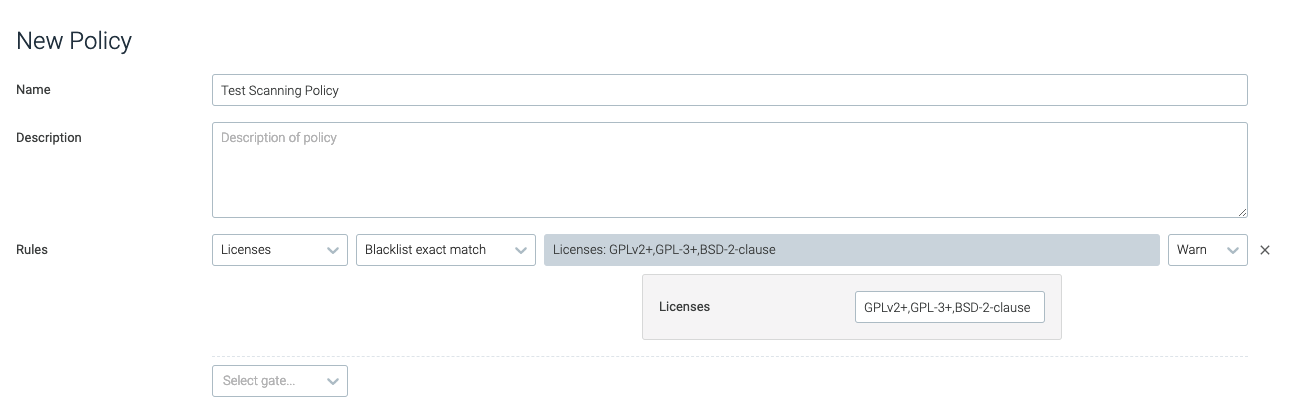 New Policy
Name
Test Scanning Policy
Description
Description of policy
Rules
Licenses
Blacklist exact match
Licenses: GPLv2+,GPL-3+,BSD-2-clause
Warn
Licenses
GPLv2+,GPL-3+,BSD-2-clause
Select gate...